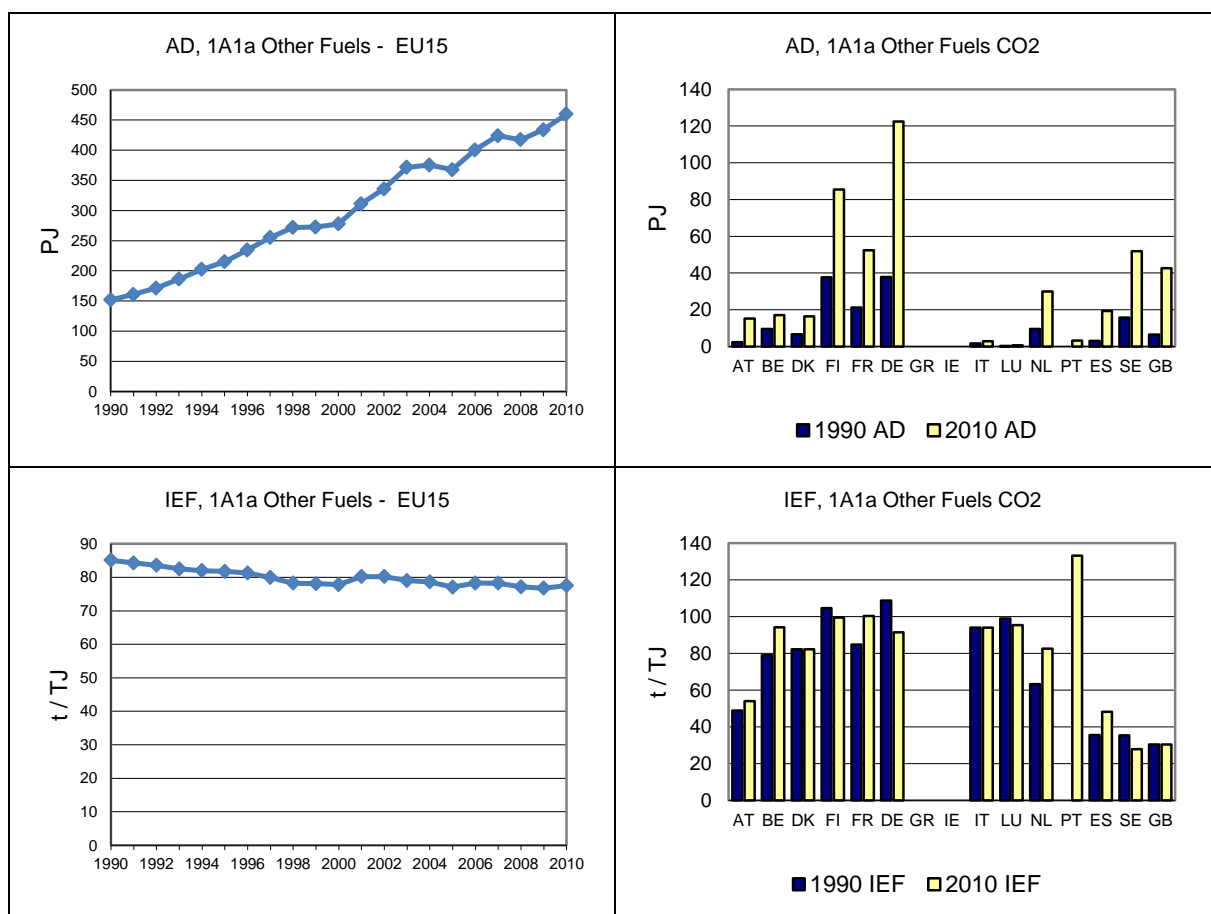 AD, 1A1a Other Fuels - EU15
PJ
500
450
400
350
300
250
200
150
100
50
0
1990 1992 1994 1996 1998 2000 2002 2004 2006 2008 2010
AD, 1A1a Other Fuels CO2
PJ
140
120
100
80
60
40
20
0
AT BE DK FI FR DE GR IE IT LU NL PT ES SE GB
1990 AD 2010 AD
IEF, 1A1a Other Fuels - EU15
t / TJ
90
80
70
60
50
40
30
20
10
0
1990 1992 1994 1996 1998 2000 2002 2004 2006 2008 2010
IEF, 1A1a Other Fuels CO2
t / TJ
140
120
100
80
60
40
20
0
AT BE DK FI FR DE GR IE IT LU NL PT ES SE GB
1990 IEF 2010 IEF